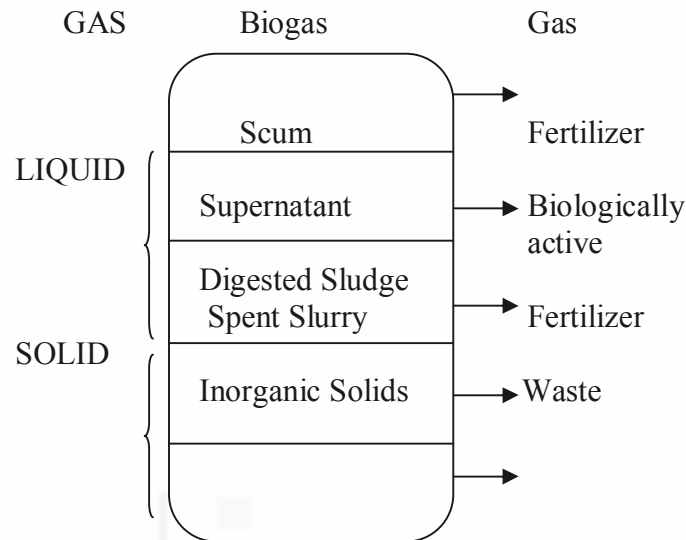 GAS Biogas Gas
Scum Fertilizer
LIQUID
Supernatant Biologically
active
Digested Sludge
Spent Slurry Fertilizer
SOLID
Inorganic Solids Waste